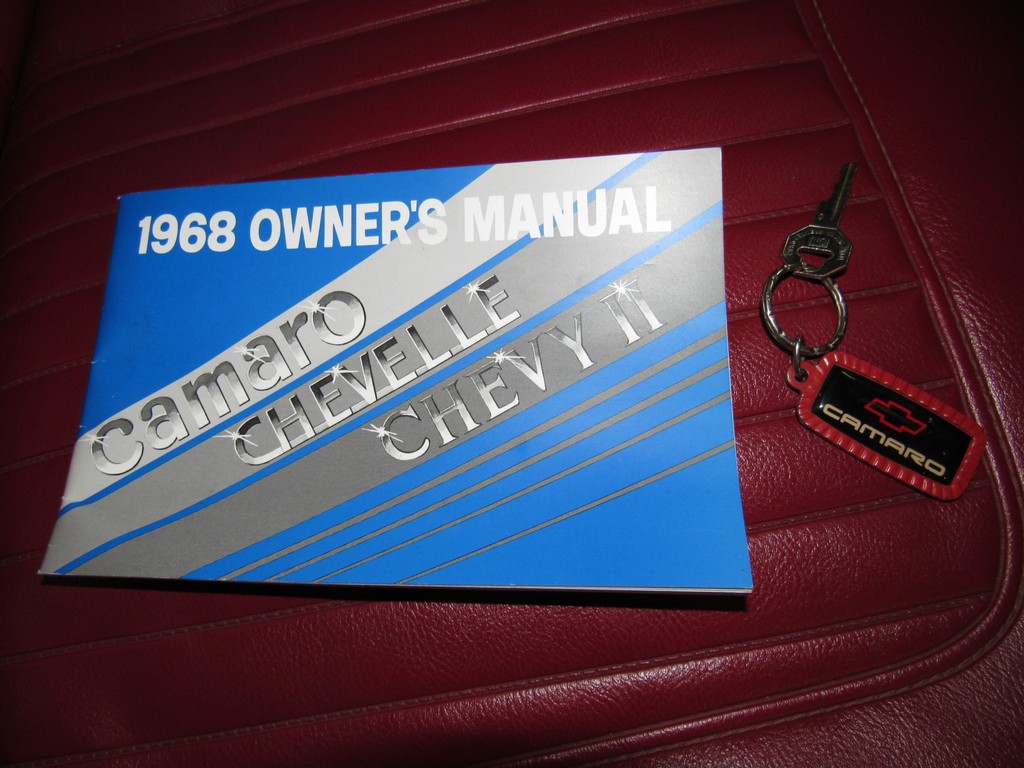 1968 OWNER'S MANUAL
camaro
CHEVELLE
CHEVY II
CAMARO